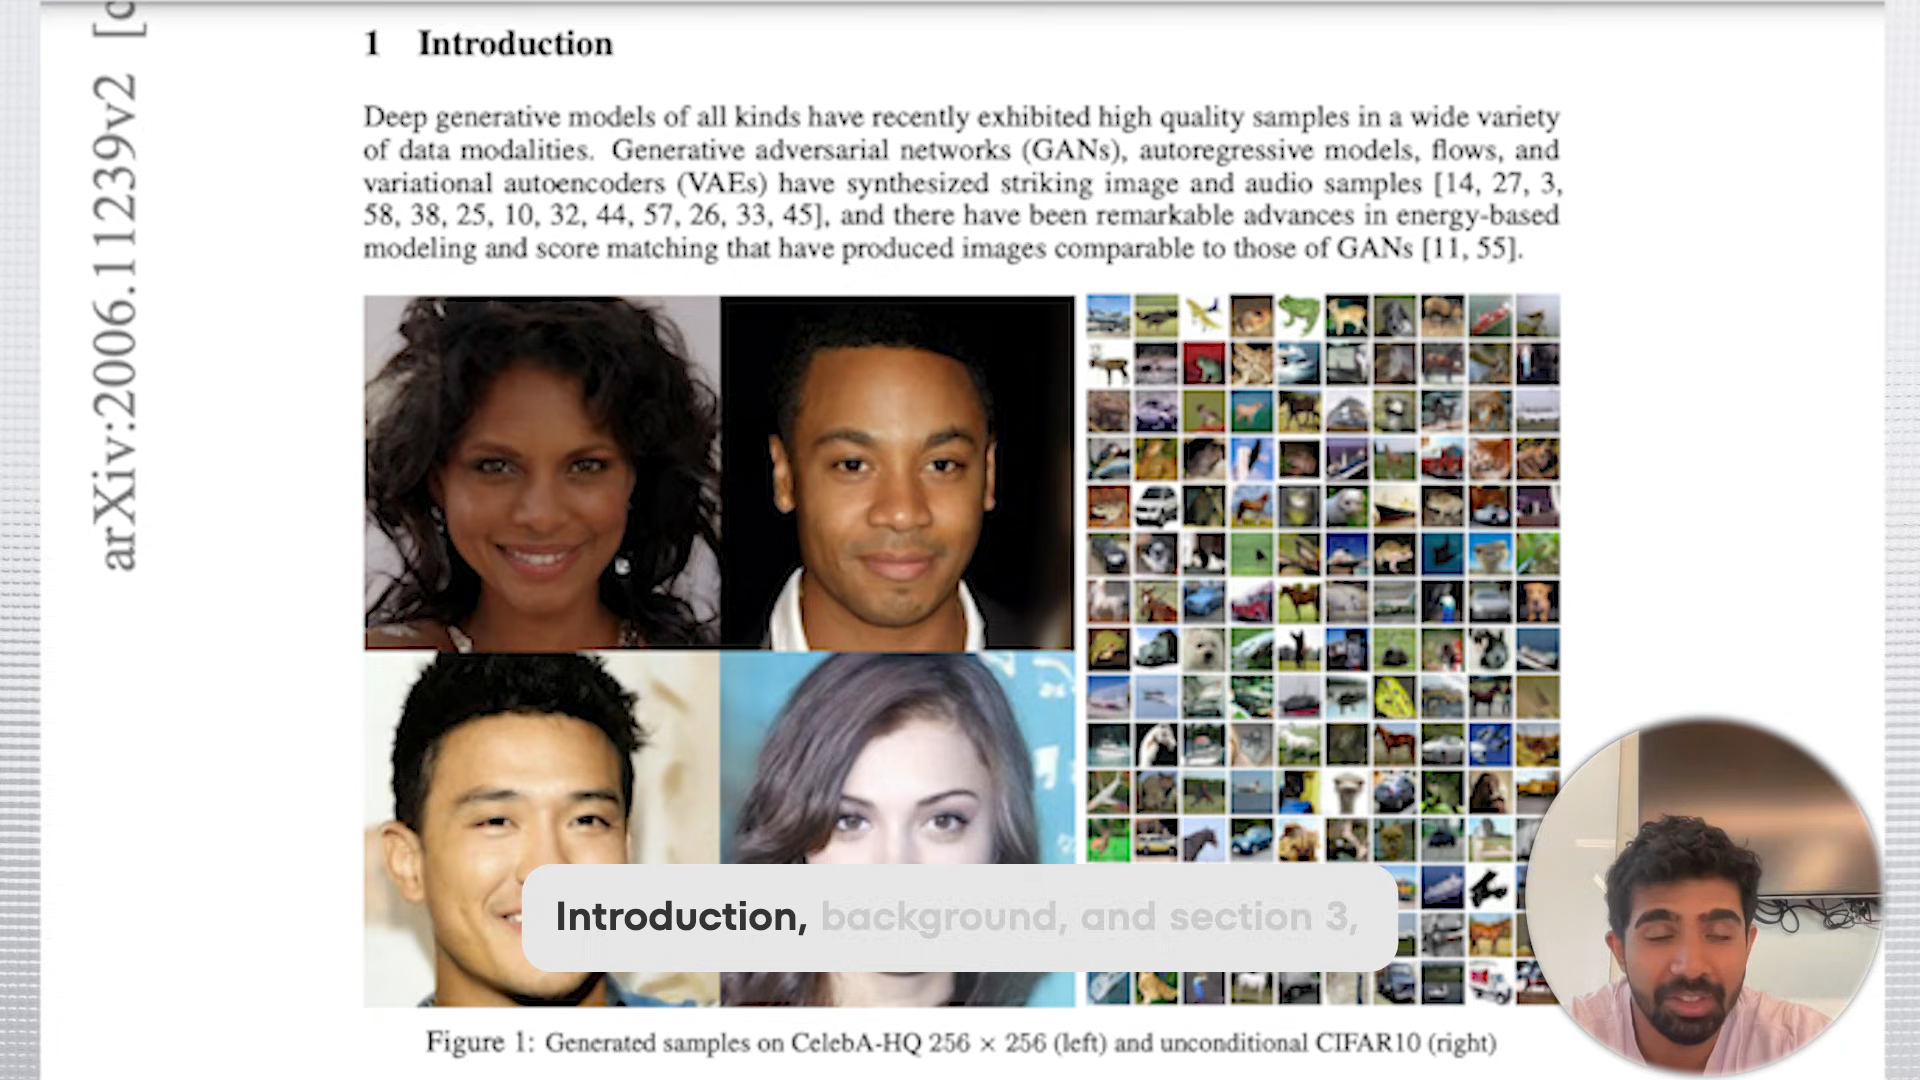 arXiv:2006.11239v2 [c
1 Introduction
Deep generative models of all kinds have recently exhibited high quality samples in a wide variety
of data modalities. Generative adversarial networks (GANs), autoregressive models, flows, and
variational autoencoders (VAEs) have synthesized striking image and audio samples [14, 27, 3,
58, 38, 25, 10, 32, 44, 57, 26, 33, 45], and there have been remarkable advances in energy-based
modeling and score matching that have produced images comparable to those of GANs [11, 55].
Introduction, background, and section 3,
Figure 1: Generated samples on CelebA-HQ 256 × 256 (left) and unconditional CIFAR10 (right)